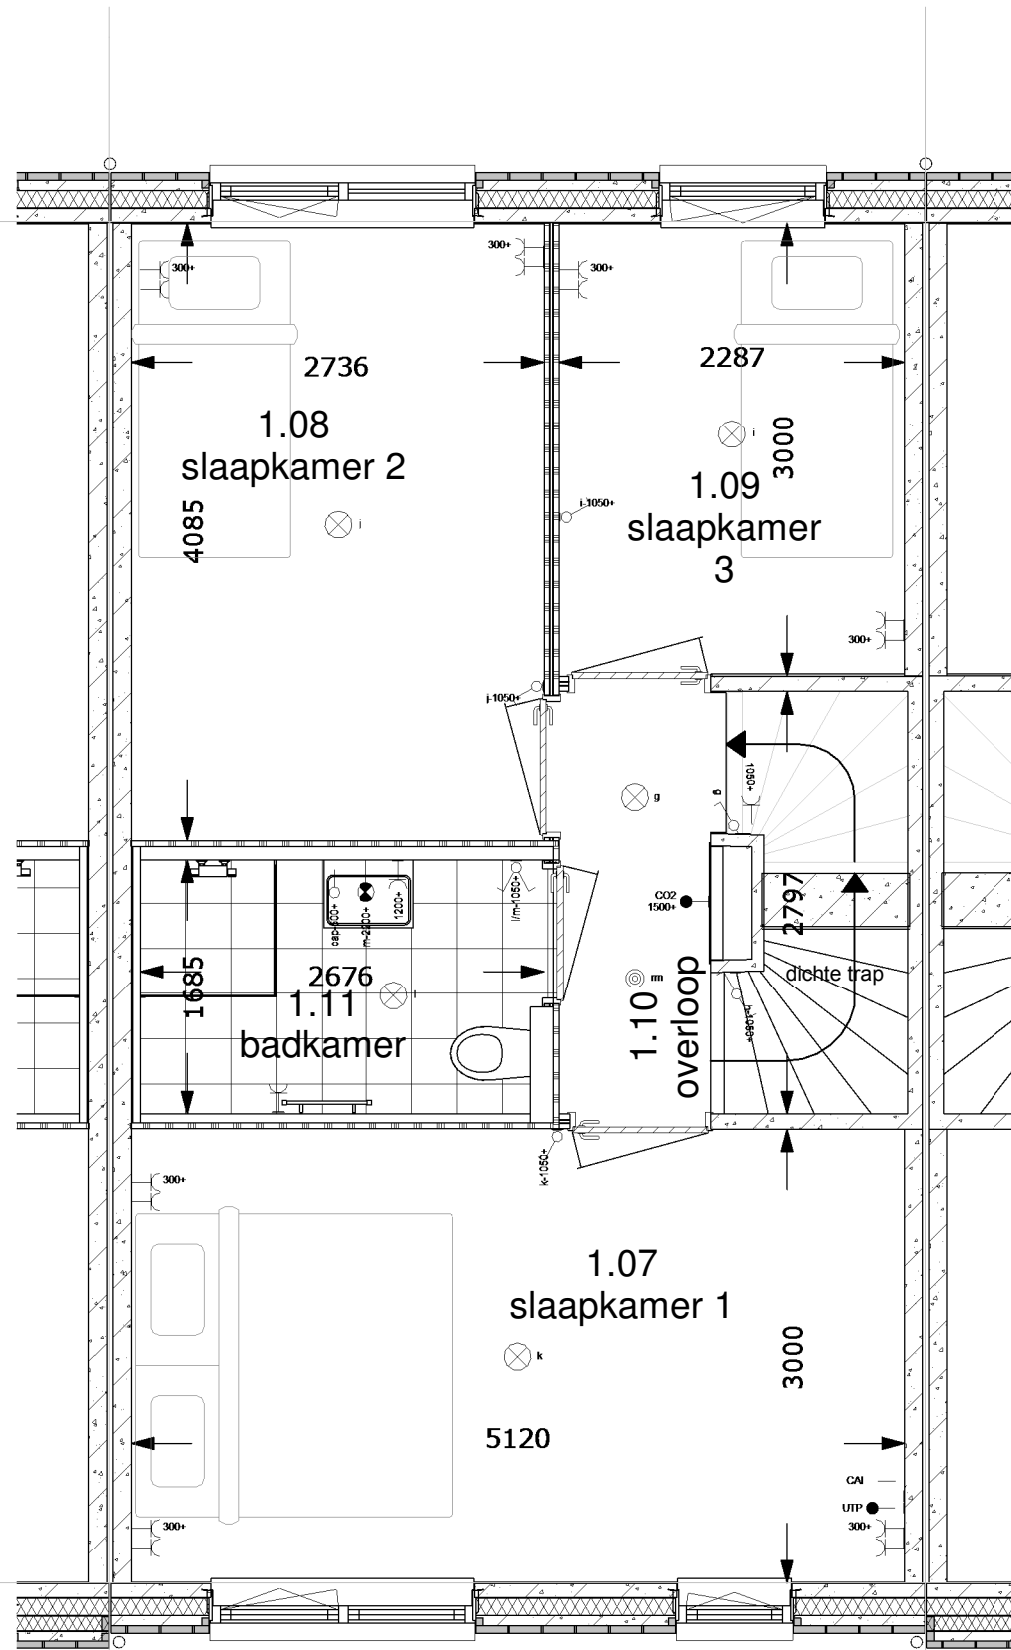 300+
300+
300+
2736
2287
1.08
slaapkamer 2
i
3000
1.09
slaapkamer
3
4085
j
i-1050+
300+
j-1050+
g
1050+
g
cap-600+
m-2200+
1200+
l/m-1050+
CO2
1500+
2797
dichte trap
1685
2676
l
1.11
badkamer
rm
1.10
overloop
h-1050+
k-1050+
300+
1.07
slaapkamer 1
k
3000
5120
CAI
UTP
300+
300+